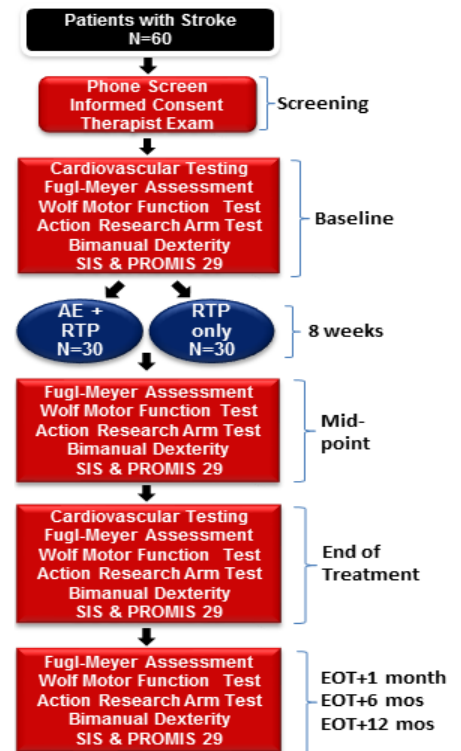 Patients with Stroke
N=60
Phone Screen
Informed Consent
Therapist Exam
Screening
Cardiovascular Testing
Fugl-Meyer Assessment
Wolf Motor Function Test
Action Research Arm Test
Bimanual Dexterity
SIS & PROMIS 29
Baseline
AE +
RTP
N=30
RTP
only
N=30
8 weeks
Fugl-Meyer Assessment
Wolf Motor Function Test
Action Research Arm Test
Bimanual Dexterity
SIS & PROMIS 29
Mid-
point
Cardiovascular Testing
Fugl-Meyer Assessment
Wolf Motor Function Test
Action Research Arm Test
Bimanual Dexterity
SIS & PROMIS 29
End of
Treatment
Fugl-Meyer Assessment
Wolf Motor Function Test
Action Research Arm Test
Bimanual Dexterity
SIS & PROMIS 29
EOT+1 month
EOT+6 mos
EOT+12 mos